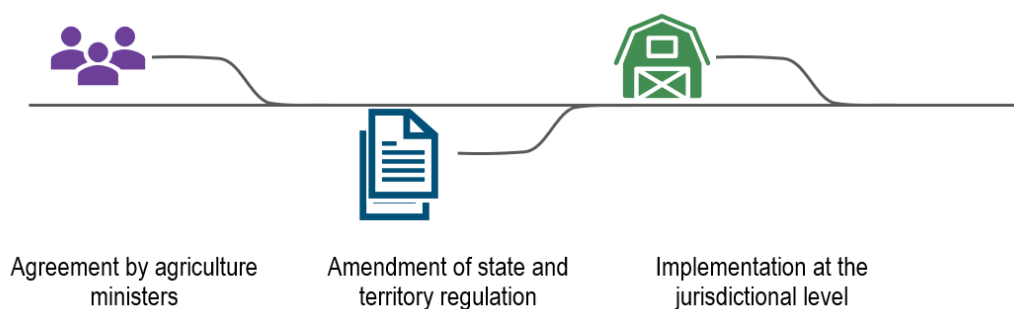 Agreement by agriculture
ministers
Amendment of state and
territory regulation
Implementation at the
jurisdictional level